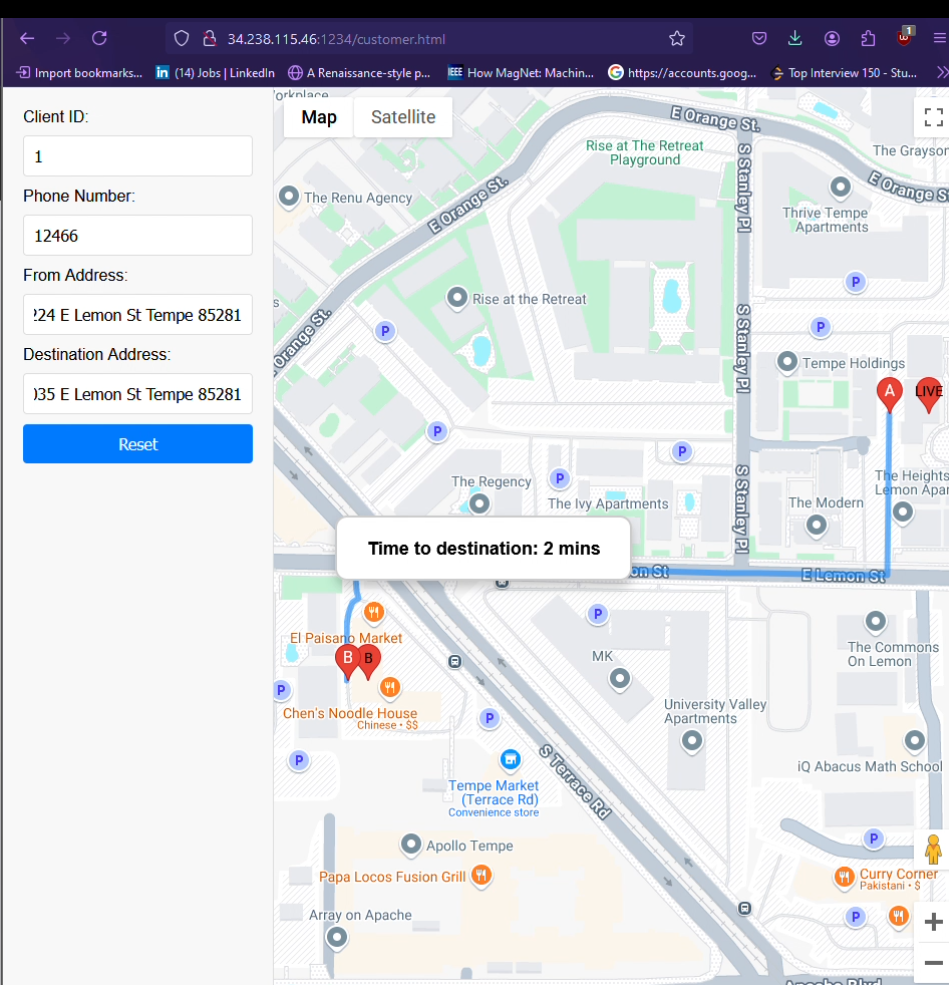 34.238.115.46:1234/customer.html
1
Import bookmarks...
in (14) Jobs | LinkedIn
A Renaissance-style p...
IEEE How MagNet: Machin...
G https://accounts.goog...
Top Interview 150 - Stu...
Client ID:
1
Phone Number:
12466
From Address:
224 E Lemon St Tempe 85281
Destination Address:
035 E Lemon St Tempe 85281
Reset
Map
Satellite
orkplace
E Orange St.
Rise at The Retreat
Playground
The Grayson
The Renu Agency
E Orange St.
S Stanley Pl
E Orange S
Thrive Tempe
Apartments
P
Rise at the Retreat
S
Orange St.
P
S Stanley Pl
P
Tempe Holdings
A
LIVE
P
P
The Regency
P
The Ivy Apartments
S Stanley Pl
The Modern
The Heights
Lemon Apar
Time to destination: 2 mins
on St
E Lemon St
P
El Paisano Market
B
B
MK
The Commons
On Lemon
P
Chen's Noodle House
Chinese • $$
P
University Valley
Apartments
P
S Terrace Rd
iQ Abacus Math School
Tempe Market
(Terrace Rd)
Convenience store
Apollo Tempe
P
Papa Locos Fusion Grill
Curry Corner
Pakistani • $
Array on Apache
P
Apache Blvd